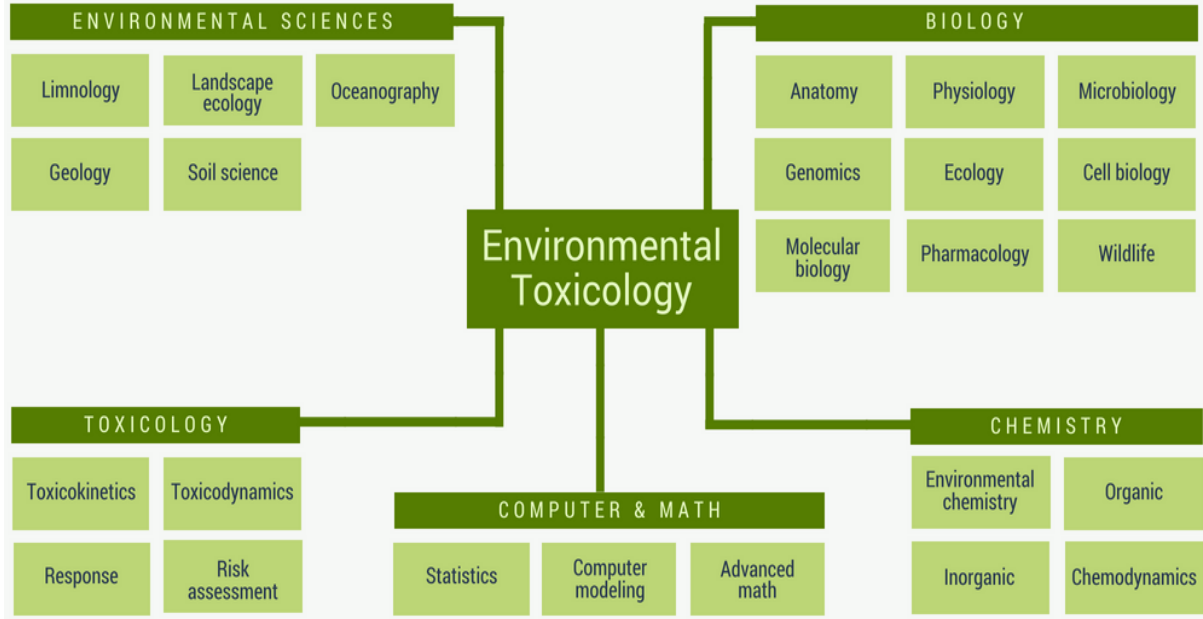 ENVIRONMENTAL SCIENCES
Limnology
Landscape
ecology
Oceanography
Geology
Soil science
BIOLOGY
Anatomy
Physiology
Microbiology
Genomics
Ecology
Cell biology
Molecular
biology
Pharmacology
Wildlife
Environmental
Toxicology
TOXICOLOGY
Toxicokinetics
Toxicodynamics
Response
Risk
assessment
COMPUTER & MATH
Statistics
Computer
modeling
Advanced
math
CHEMISTRY
Environmental
chemistry
Organic
Inorganic
Chemodynamics